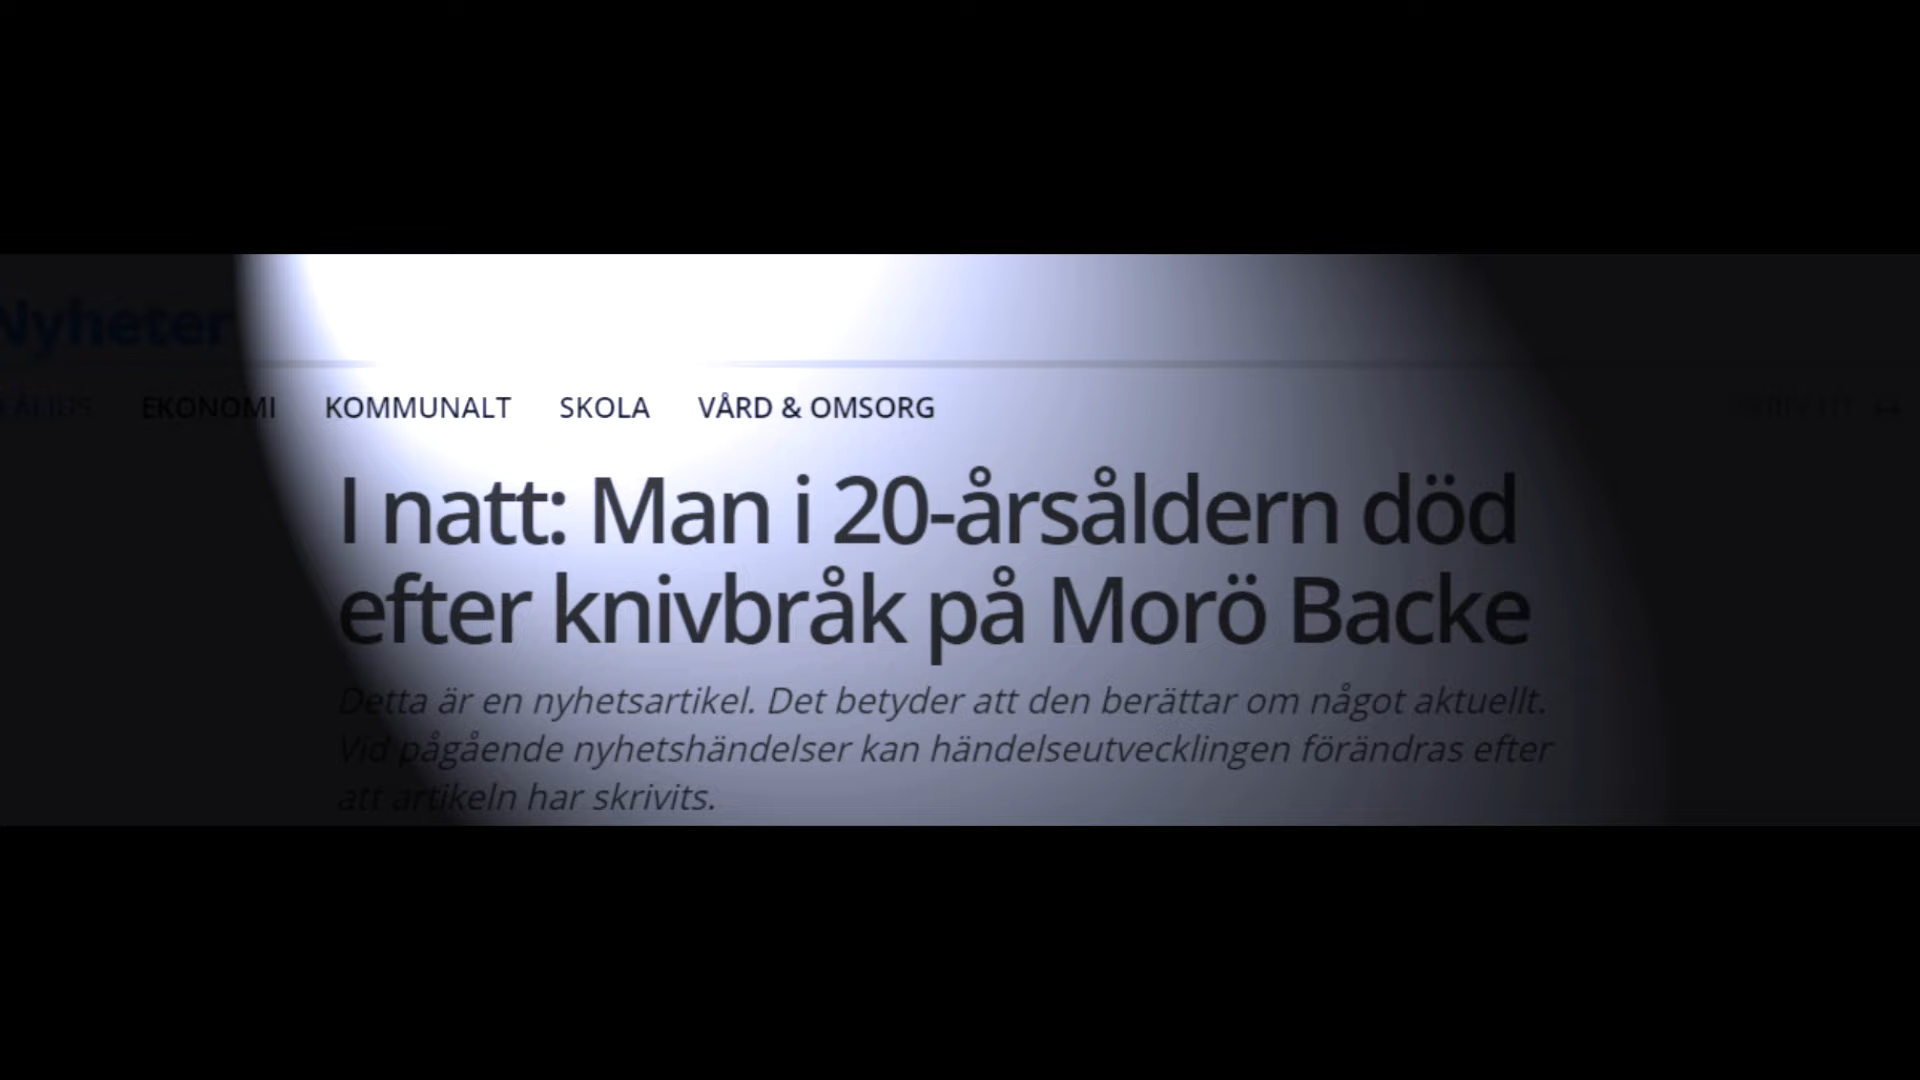 Nyheter
EKONOMI KOMMUNALT SKOLA VÅRD & OMSORG
I natt: Man i 20-årsåldern död
efter knivbråk på Morö Backe
Detta är en nyhetsartikel. Det betyder att den berättar om något aktuellt.
Vid pågående nyhetshändelser kan händelseutvecklingen förändras efter
att artikeln har skrivits.